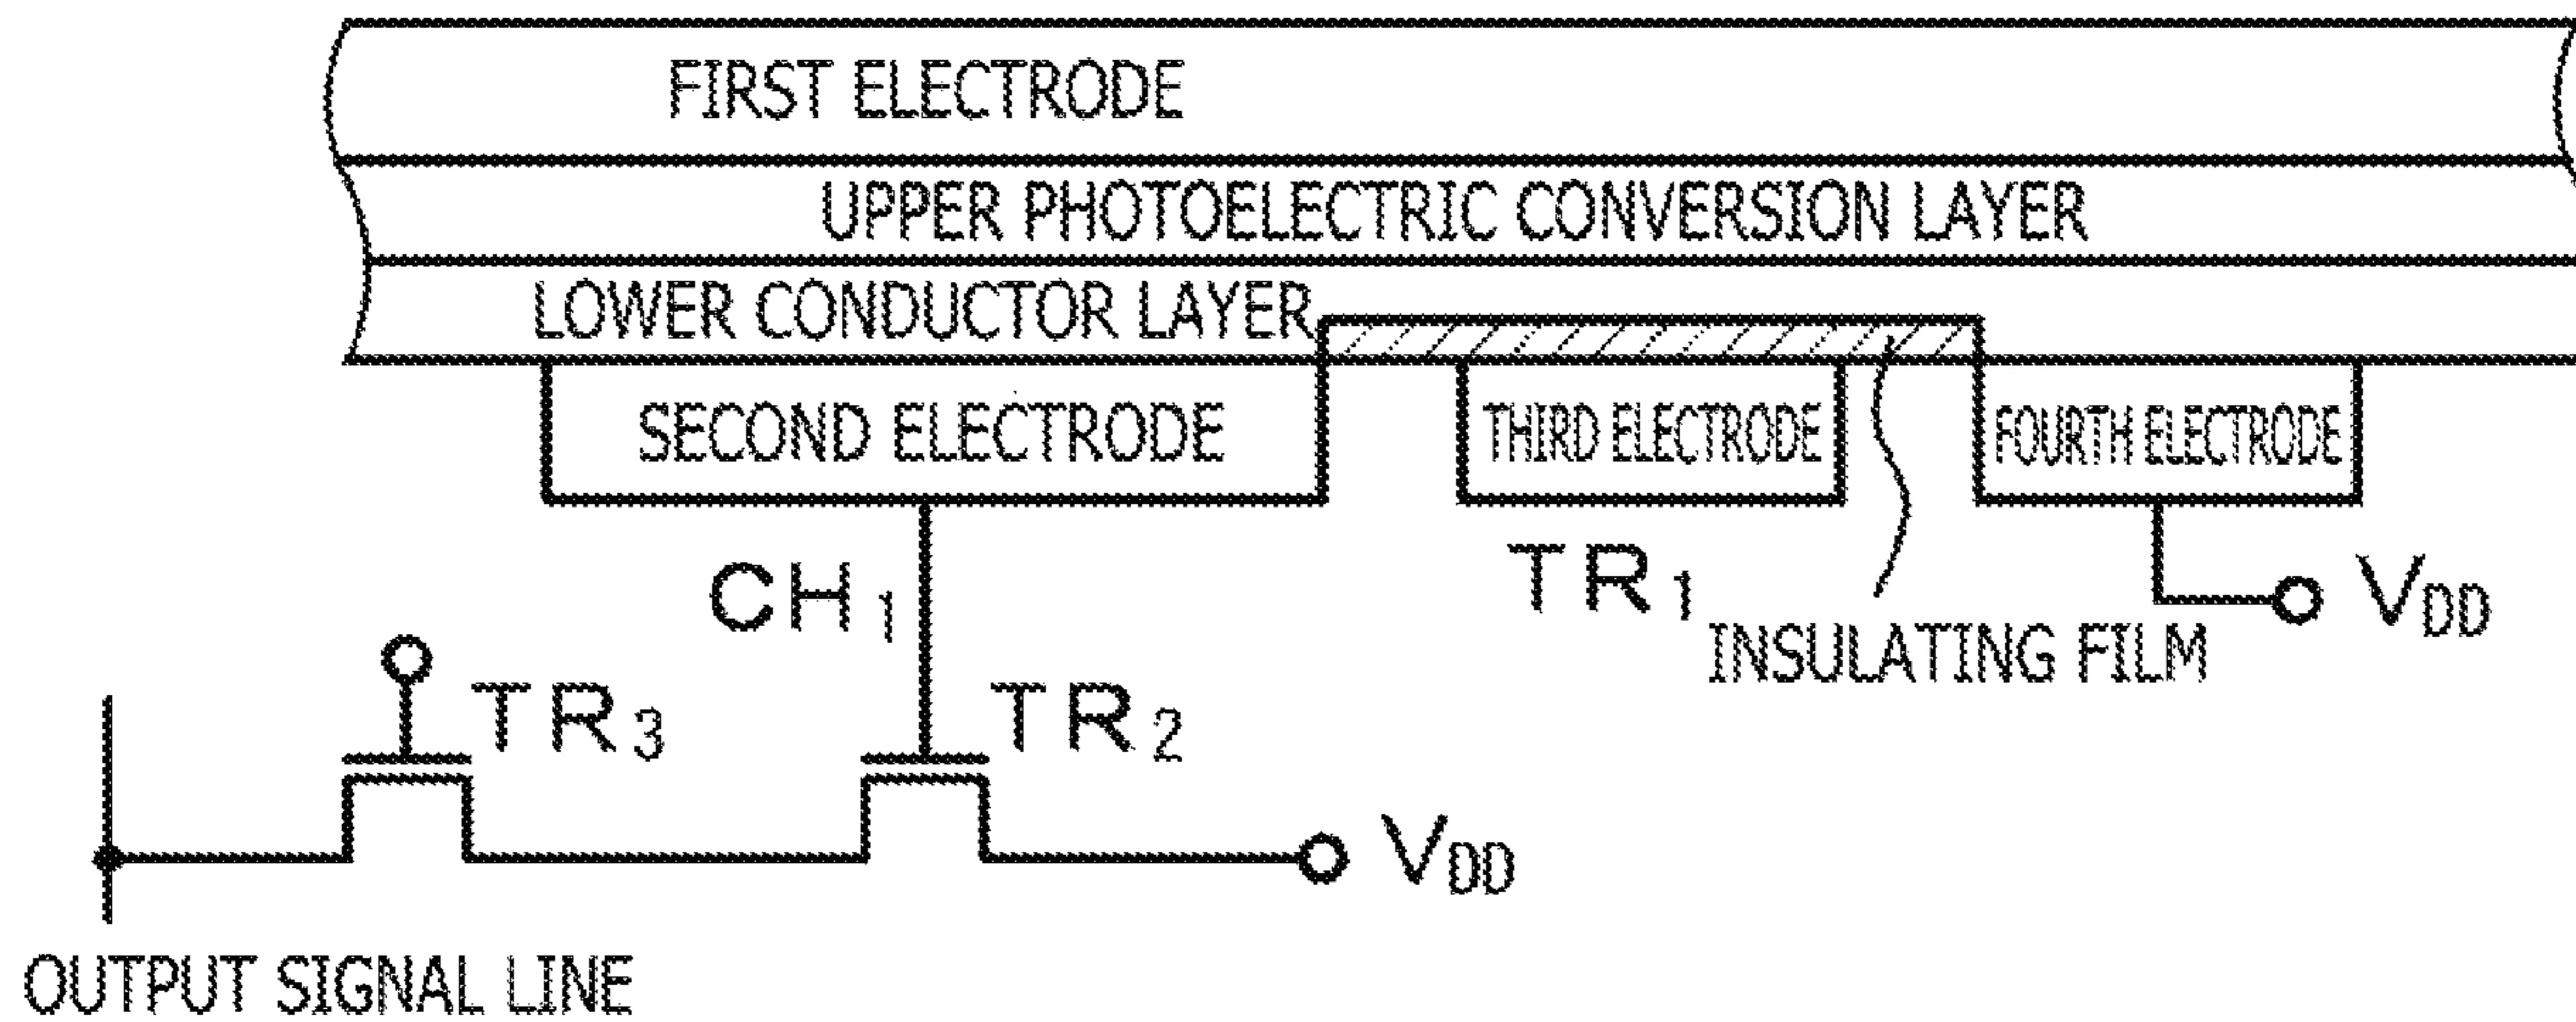 FIRST ELECTRODE
UPPER PHOTOELECTRIC CONVERSION LAYER
LOWER CONDUCTOR LAYER
SECOND ELECTRODE
THIRD ELECTRODE
FOURTH ELECTRODE
CH1
TR1
VDD
INSULATING FILM
TR3
TR2
VDD
OUTPUT SIGNAL LINE